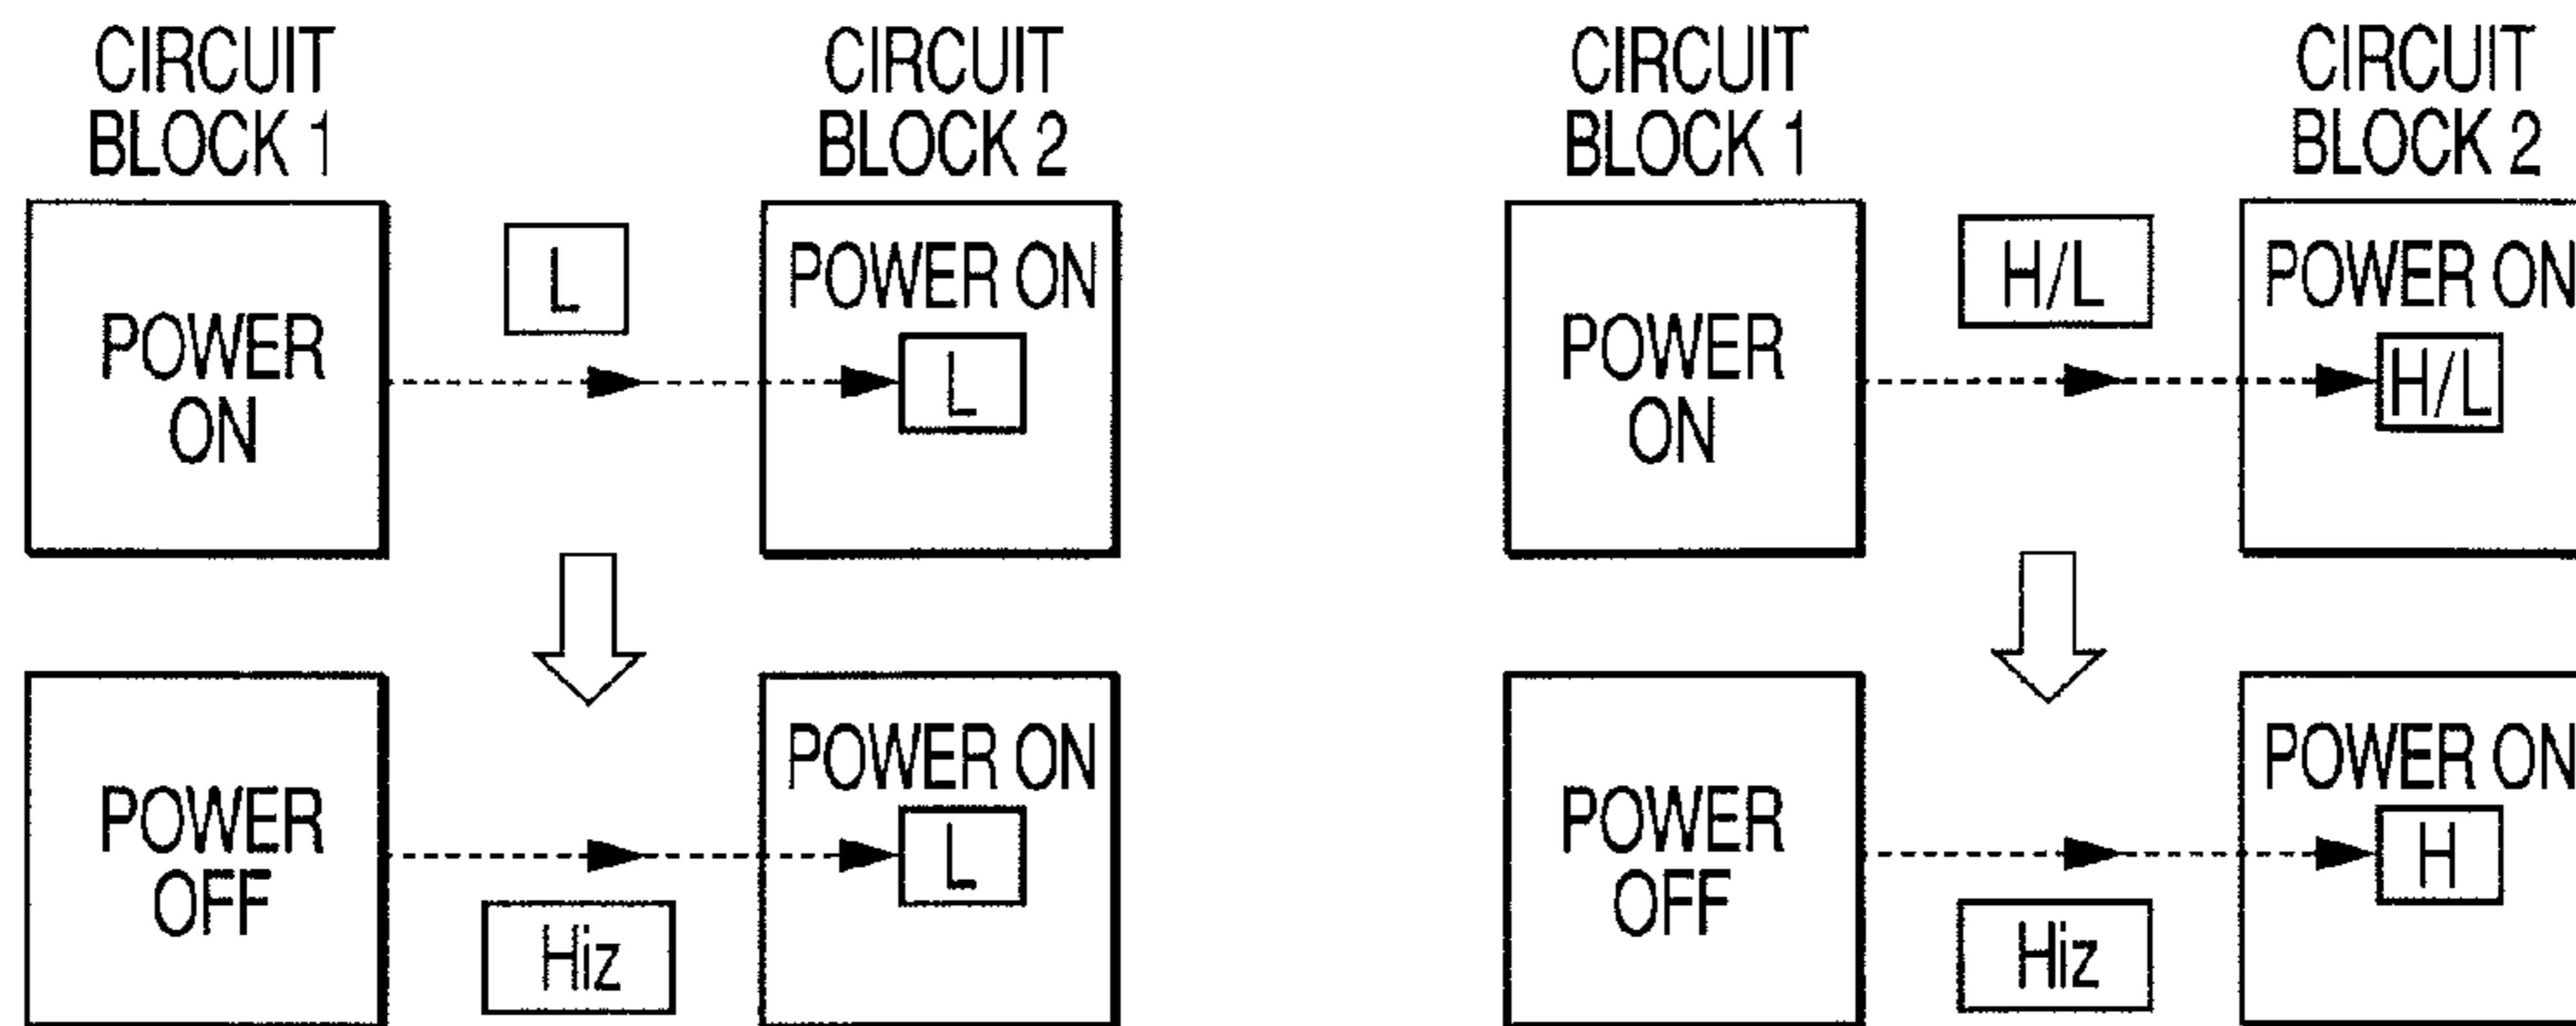 CIRCUIT
BLOCK 1
CIRCUIT
BLOCK 2
L
POWER
ON
POWER ON
L
POWER
OFF
POWER ON
L
Hiz
CIRCUIT
BLOCK 1
CIRCUIT
BLOCK 2
H/L
POWER
ON
POWER ON
H/L
POWER
OFF
POWER ON
H
Hiz